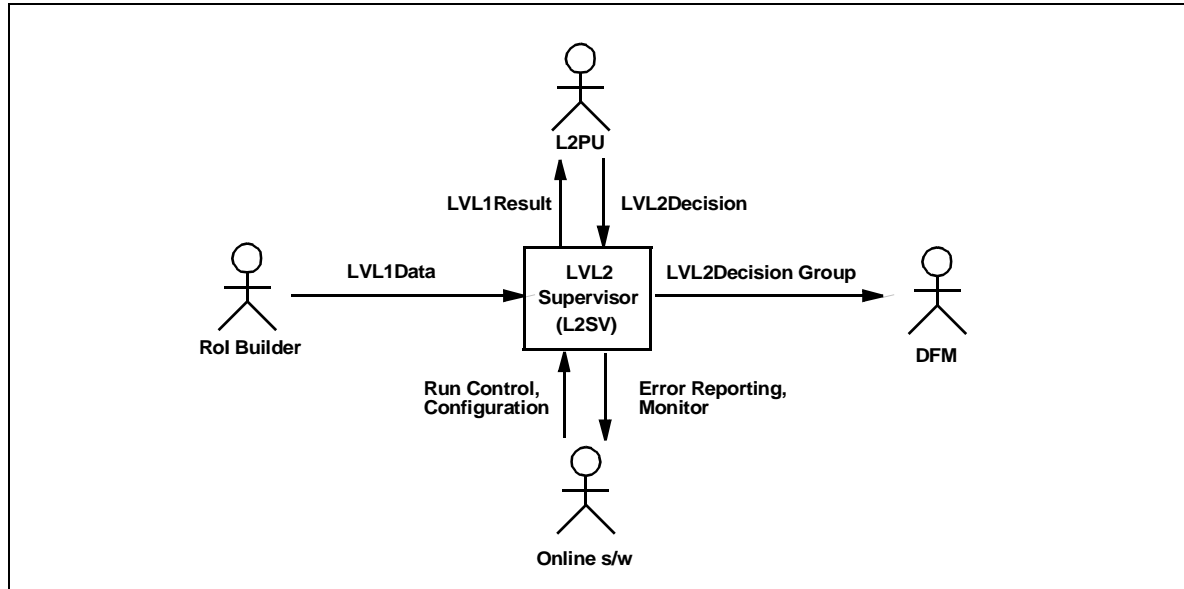 L2PU
LVL1Result
LVL2Decision
LVL1Data
LVL2
Supervisor
(L2SV)
LVL2Decision Group
RoI Builder
DFM
Run Control,
Configuration
Error Reporting,
Monitor
Online s/w